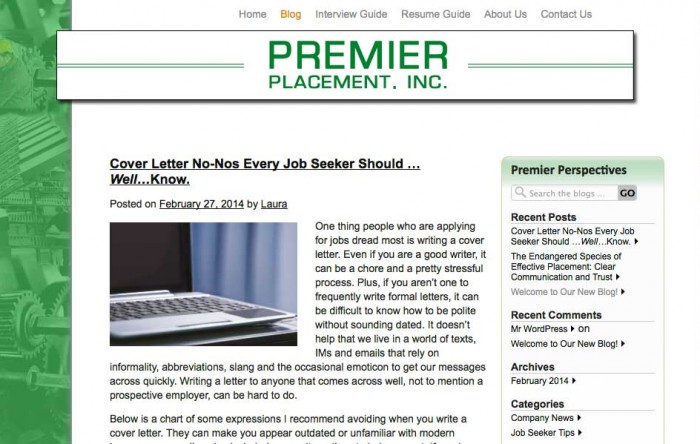 Home Blog Interview Guide Resume Guide About Us Contact Us
PREMIER
PLACEMENT, INC.
Cover Letter No-Nos Every Job Seeker Should …
Well…Know.
Posted on February 27, 2014 by Laura
One thing people who are applying
for jobs dread most is writing a cover
letter. Even if you are a good writer, it
can be a chore and a pretty stressful
process. Plus, if you aren't one to
frequently write formal letters, it can
be difficult to know how to be polite
without sounding dated. It doesn't
help that we live in a world of texts,
IMs and emails that rely on
informality, abbreviations, slang and the occasional emoticon to get our messages
across quickly. Writing a letter to anyone that comes across well, not to mention a
prospective employer, can be hard to do.
Below is a chart of some expressions I recommend avoiding when you write a
cover letter. They can make you appear outdated or unfamiliar with modern
Premier Perspectives
Search the blogs ... GO
Recent Posts
Cover Letter No-Nos Every Job
Seeker Should …Well…Know.
The Endangered Species of
Effective Placement: Clear
Communication and Trust
Welcome to Our New Blog!
Recent Comments
Mr WordPress on
Welcome to Our New Blog!
Archives
February 2014
Categories
Company News
Job Seeker Tips